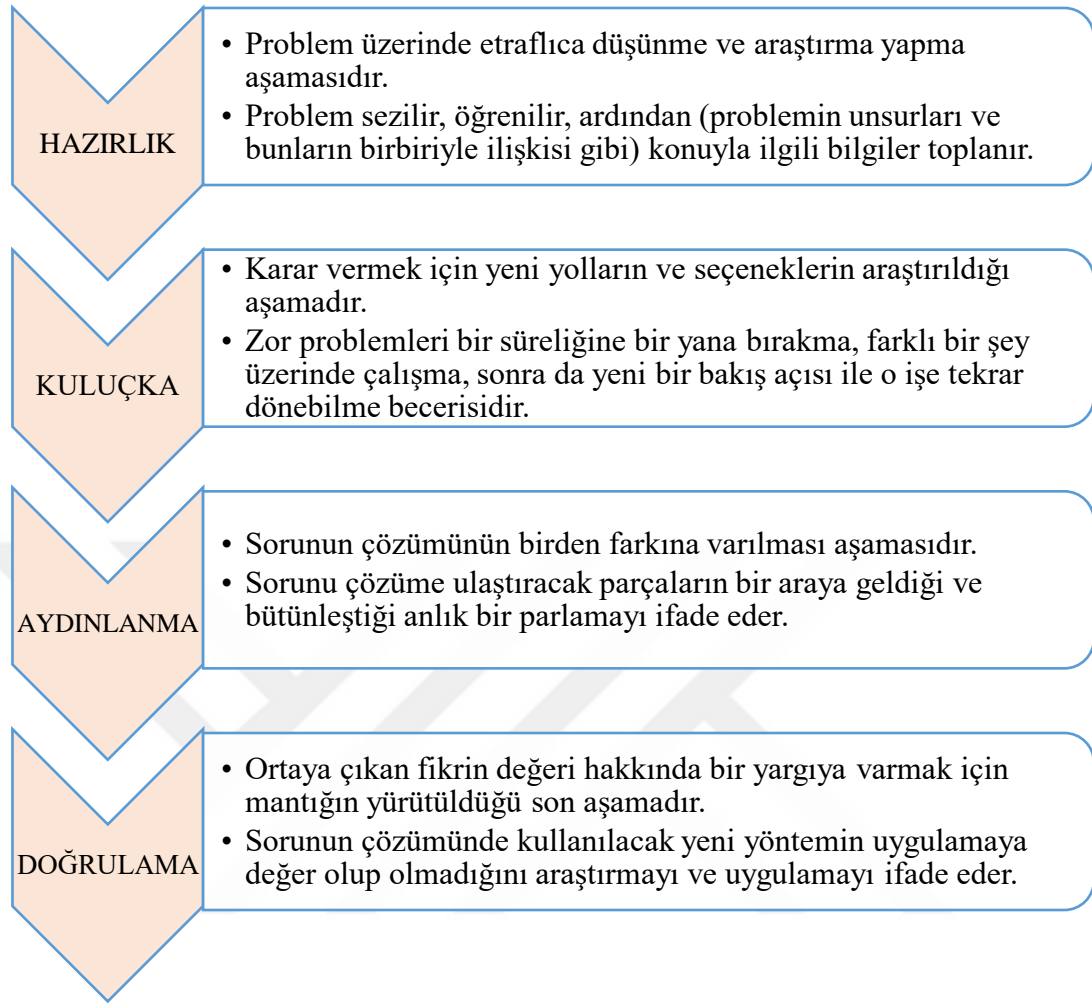 HAZIRLIK
• Problem üzerinde etraflıca düşünme ve araştırma yapma
aşamasıdır.
• Problem sezilir, öğrenilir, ardından (problemin unsurları ve
bunların birbiriyle ilişkisi gibi) konuyla ilgili bilgiler toplanır.
KULUÇKA
• Karar vermek için yeni yolların ve seçeneklerin araştırıldığı
aşamadır.
• Zor problemleri bir süreliğine bir yana bırakma, farklı bir şey
üzerinde çalışma, sonra da yeni bir bakış açısı ile o işe tekrar
dönebilme becerisidir.
AYDINLANMA
• Sorunun çözümünün birden farkına varılması aşamasıdır.
• Sorunu çözüme ulaştıracak parçaların bir araya geldiği ve
bütünleştiği anlık bir parlamayı ifade eder.
DOĞRULAMA
• Ortaya çıkan fikrin değeri hakkında bir yargıya varmak için
mantığın yürütüldüğü son aşamadır.
• Sorunun çözümünde kullanılacak yeni yöntemin uygulamaya
değer olup olmadığını araştırmayı ve uygulamayı ifade eder.